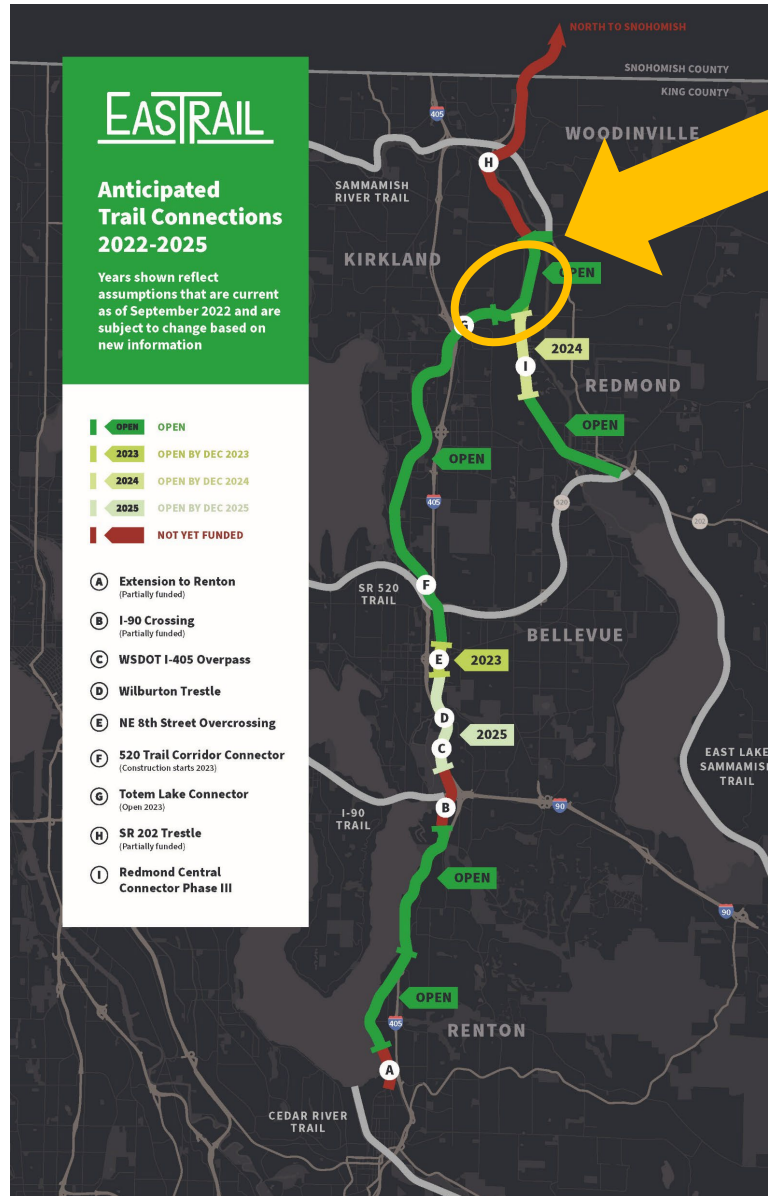 EASTRAIL
Anticipated
Trail Connections
2022-2025
Years shown reflect
assumptions that are current
as of September 2022 and are
subject to change based on
new information
OPEN OPEN
2023 OPEN BY DEC 2023
2024 OPEN BY DEC 2024
2025 OPEN BY DEC 2025
NOT YET FUNDED
A Extension to Renton
(Partially funded)
B I-90 Crossing
(Partially funded)
C WSDOT I-405 Overpass
D Wilburton Trestle
E NE 8th Street Overcrossing
F 520 Trail Corridor Connector
(Construction starts 2023)
G Totem Lake Connector
(Open 2023)
H SR 202 Trestle
(Partially funded)
I Redmond Central
Connector Phase III
NORTH TO SNOHOMISH
SNOHOMISH COUNTY
KING COUNTY
405
WOODINVILLE
H
SAMMAMISH
RIVER TRAIL
KIRKLAND
OPEN
G
2024
I
REDMOND
OPEN
OPEN
405
520
202
SR 520
TRAIL
F
BELLEVUE
E
2023
D
2025
C
EAST LAKE
SAMMAMISH
TRAIL
I-90
TRAIL
B
90
OPEN
90
OPEN
405
RENTON
A
CEDAR RIVER
TRAIL